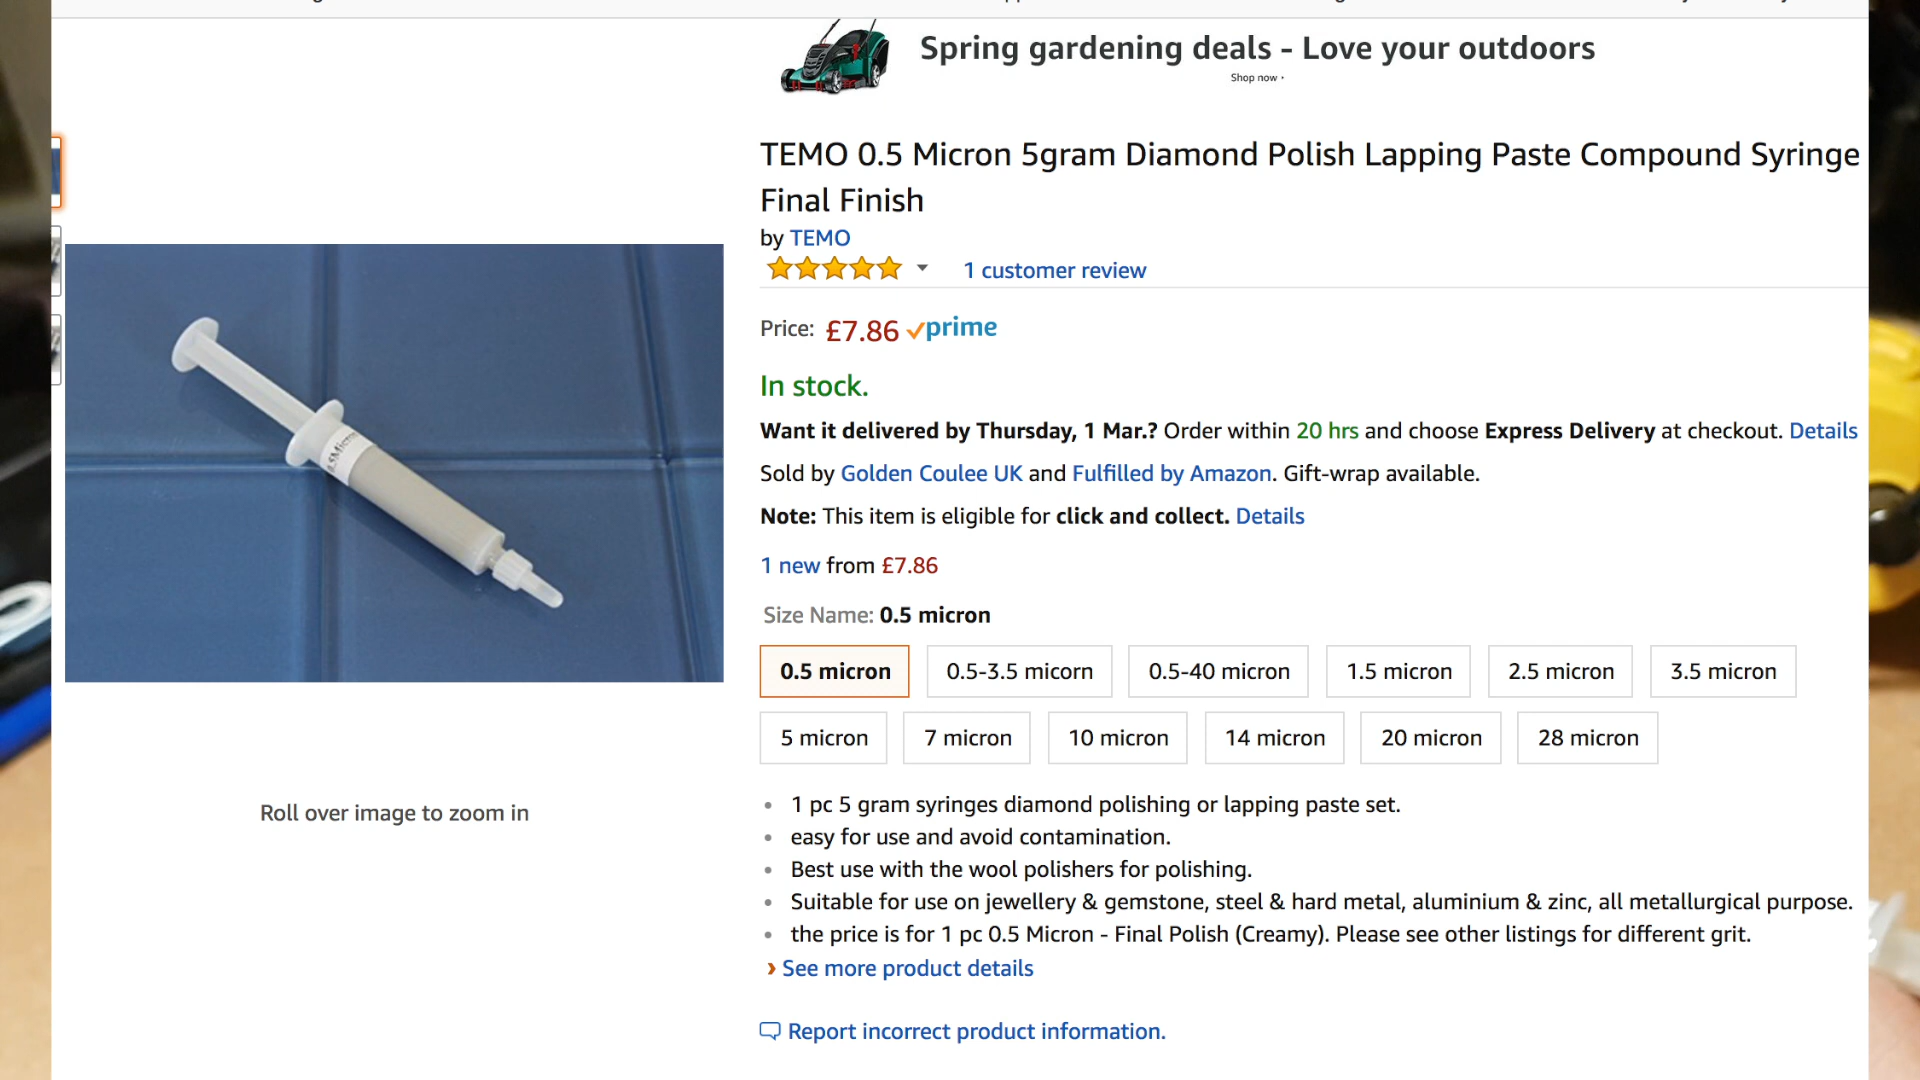 Spring gardening deals - Love your outdoors
Shop now
TEMO 0.5 Micron 5gram Diamond Polish Lapping Paste Compound Syringe
Final Finish
by TEMO
1 customer review
Price: £7.86 prime
In stock.
Want it delivered by Thursday, 1 Mar.? Order within 20 hrs and choose Express Delivery at checkout. Details
Sold by Golden Coulee UK and Fulfilled by Amazon. Gift-wrap available.
Note: This item is eligible for click and collect. Details
1 new from £7.86
Size Name: 0.5 micron
0.5 micron 0.5-3.5 micorn 0.5-40 micron 1.5 micron 2.5 micron 3.5 micron
5 micron 7 micron 10 micron 14 micron 20 micron 28 micron
Roll over image to zoom in
• 1 pc 5 gram syringes diamond polishing or lapping paste set.
• easy for use and avoid contamination.
• Best use with the wool polishers for polishing.
• Suitable for use on jewellery & gemstone, steel & hard metal, aluminium & zinc, all metallurgical purpose.
• the price is for 1 pc 0.5 Micron - Final Polish (Creamy). Please see other listings for different grit.
› See more product details
Report incorrect product information.